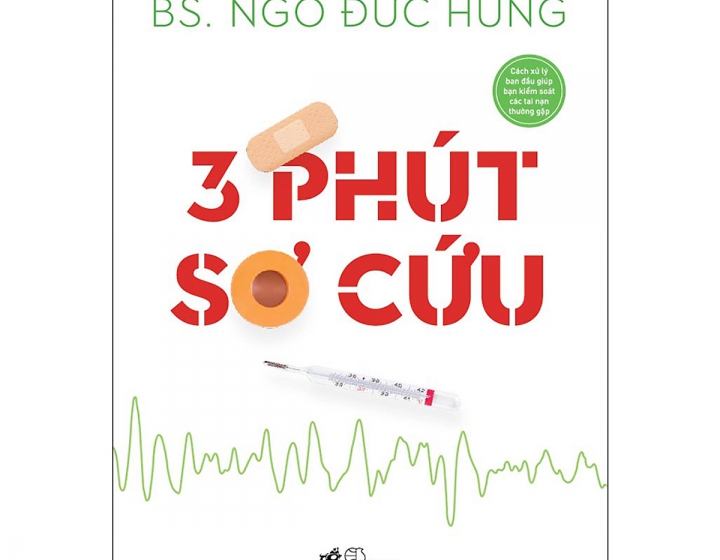 BS. NGÔ ĐỨC HÙNG
Cách xử lý
ban đầu giúp
bạn kiểm soát
các tai nạn
thường gặp
3 PHÚT
SƠ CỨU